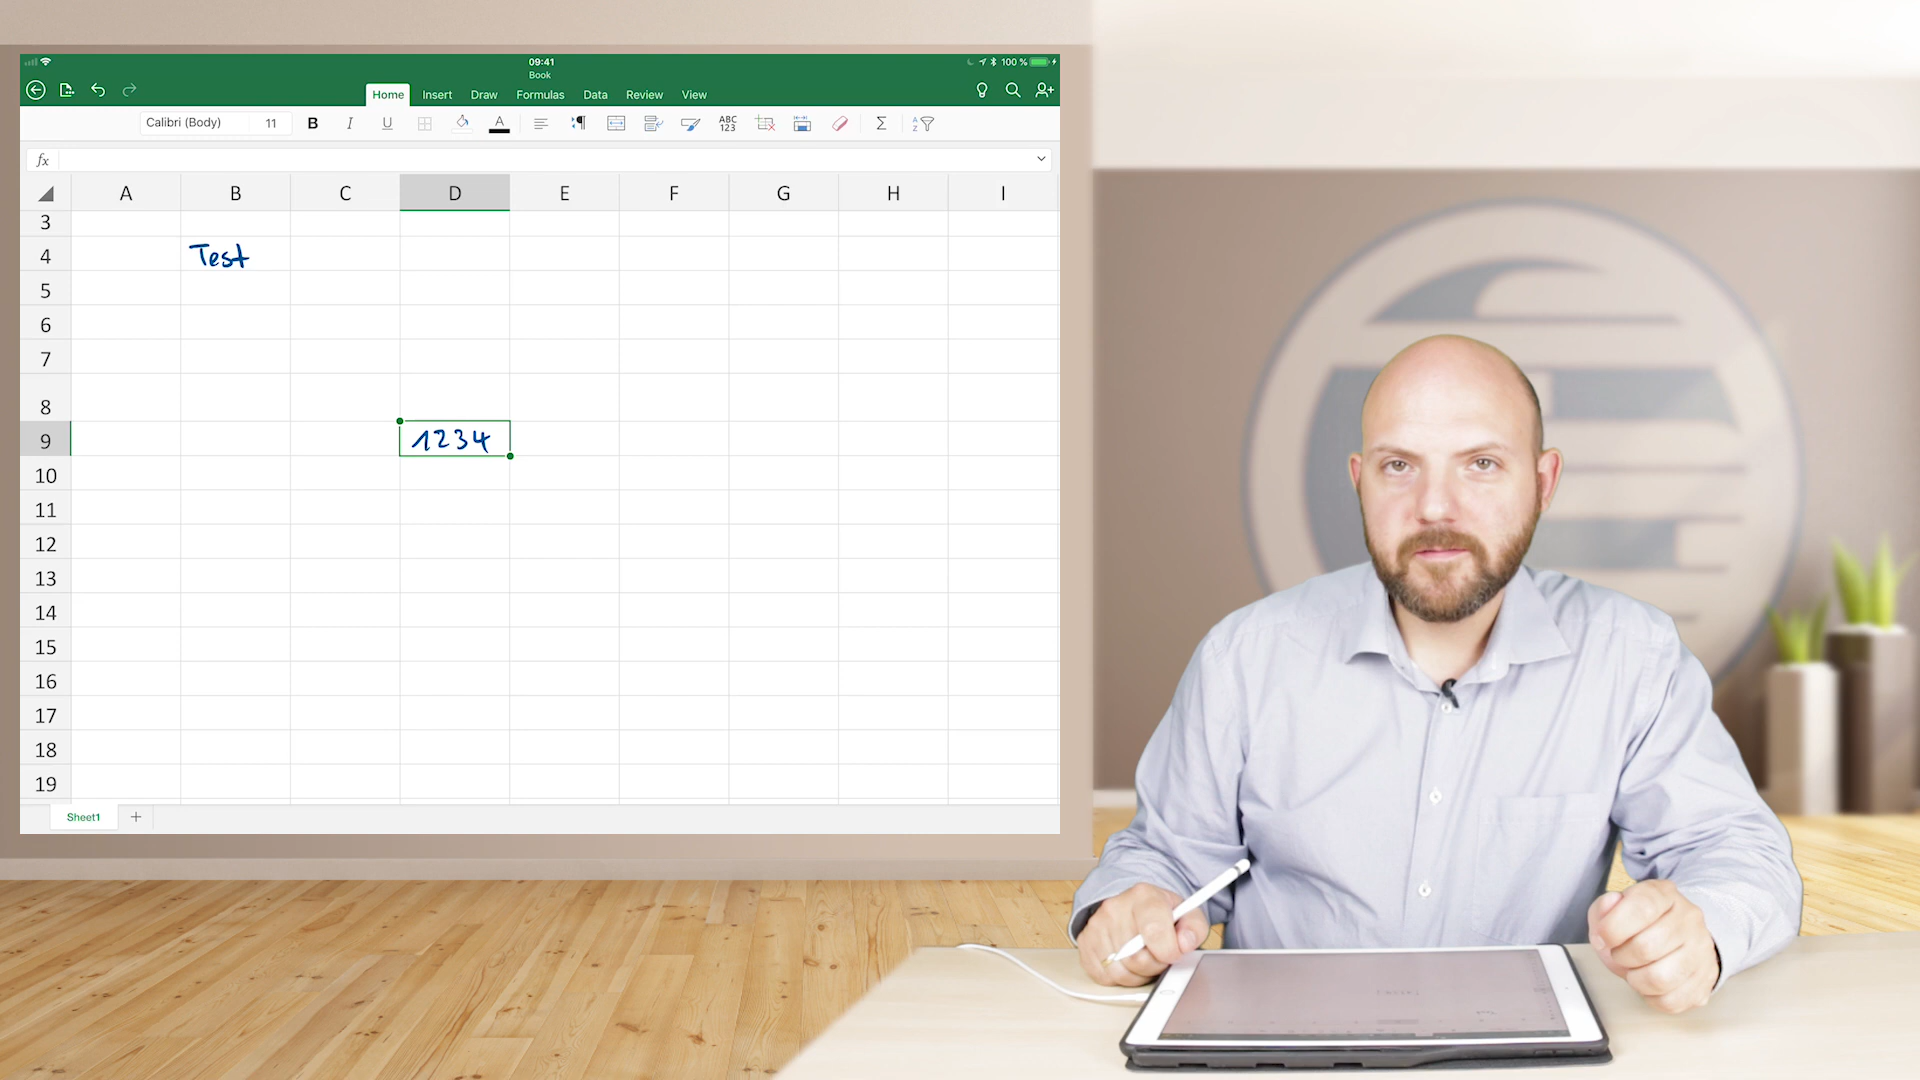 09:41
100 %
Book
Home Insert Draw Formulas Data Review View
Calibri (Body) 11 B I U A ABC 123 Σ A Z
fx
A B C D E F G H I
3
4 Test
5
6
7
8
9 1234
10
11
12
13
14
15
16
17
18
19
Sheet1 +